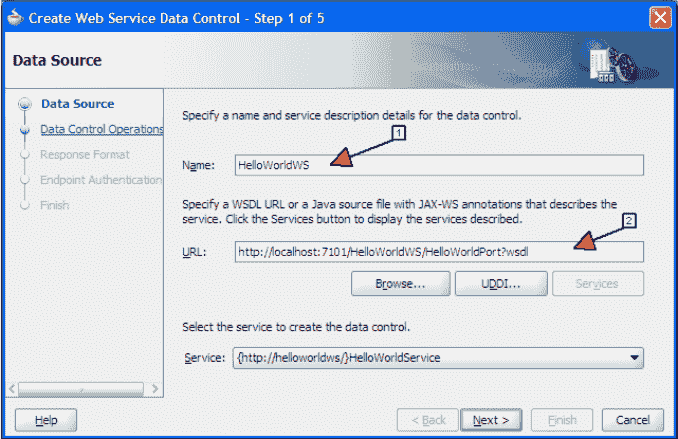 Create Web Service Data Control - Step 1 of 5
Data Source
Data Source
Data Control Operations
Response Format
Endpoint Authentication
Finish
Specify a name and service description details for the data control.
1
Name: HelloWorldWS
Specify a WSDL URL or a Java source file with JAX-WS annotations that describes the
service. Click the Services button to display the services described.
2
URL: http://localhost:7101/HelloWorldWS/HelloWorldPort?wsdl
Browse... UDDI... Services
Select the service to create the data control.
Service: {http://helloworldws/}HelloWorldService
Help < Back Next > Finish Cancel